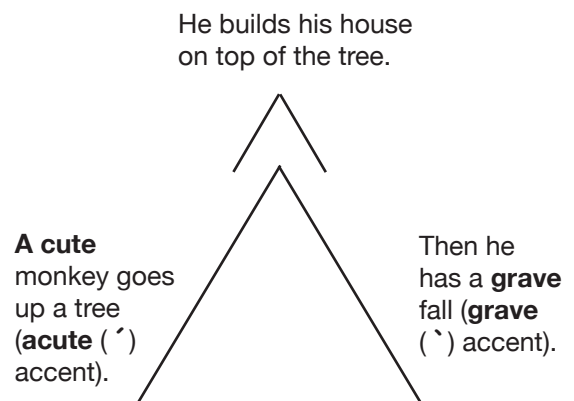 He builds his house
on top of the tree.
A cute
monkey goes
up a tree
(acute ( ´ )
accent).
Then he
has a grave
fall (grave
( ` ) accent).